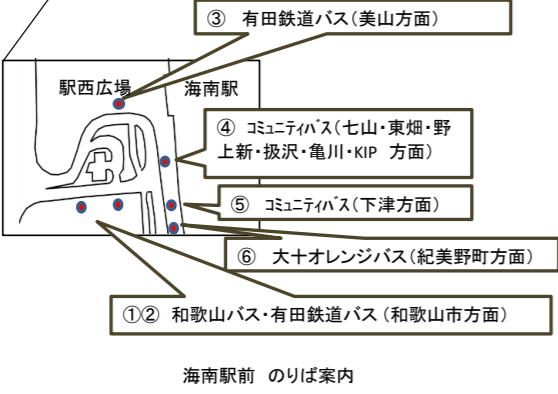 ③ 有田鉄道バス(美山方面)
駅西広場
海南駅
④ コミュニティバス(七山・東畑・野
上新・扱沢・亀川・KIP 方面)
⑤ コミュニティバス(下津方面)
⑥ 大十オレンジバス(紀美野町方面)
①② 和歌山バス・有田鉄道バス(和歌山市方面)
海南駅前 のりば案内